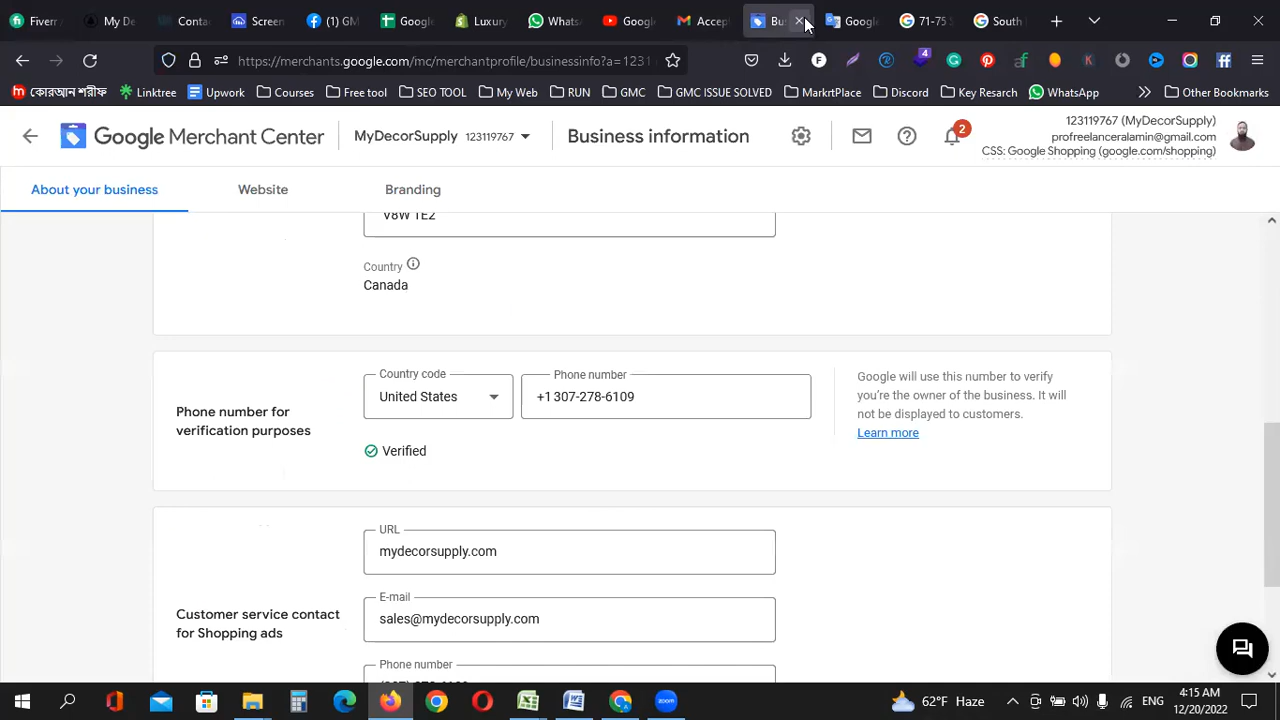 Fiverr
My De
Conta
Screen
(1) GM
Google
Luxury
Whats
Google
Accep
Bus
Google
71-75
South
https://merchants.google.com/inc/merchantprofile/businessinfo?a=1231
4
কোরআন শরীফ
Linktree
Upwork
Courses
Free tool
SEO TOOL
My Web
RUN
GMC
GMC ISSUE SOLVED
MarkrtPlace
Discord
Key Resarch
WhatsApp
Other Bookmarks
Google Merchant Center
MyDecorSupply 123119767
Business information
2
123119767 (MyDecorSupply)
profreelanceralamin@gmail.com
CSS: Google Shopping (google.com/shopping)
About your business
Website
Branding
V8W 1E2
Country
Canada
Phone number for
verification purposes
Country code
United States
Phone number
+1 307-278-6109
Verified
Google will use this number to verify
you're the owner of the business. It will
not be displayed to customers.
Learn more
Customer service contact
for Shopping ads
URL
mydecorsupply.com
E-mail
sales@mydecorsupply.com
Phone number
zoom
62°F Haze
ENG
4:15 AM
12/20/2022